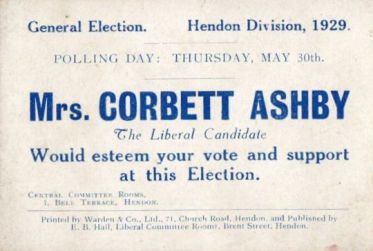 General Election.    Hendon Division, 1929.
POLLING DAY: THURSDAY, MAY 30th.
Mrs. CORBETT ASHBY
The Liberal Candidate
Would esteem your vote and support
at this Election.
CENTRAL COMMITTEE ROOMS,
1, BELL TERRACE, HENDON.
Printed by Warden & Co., Ltd., 71, Church Road, Hendon, and Published by
E. B. Hall, Liberal Committee Rooms, Brent Street, Hendon.